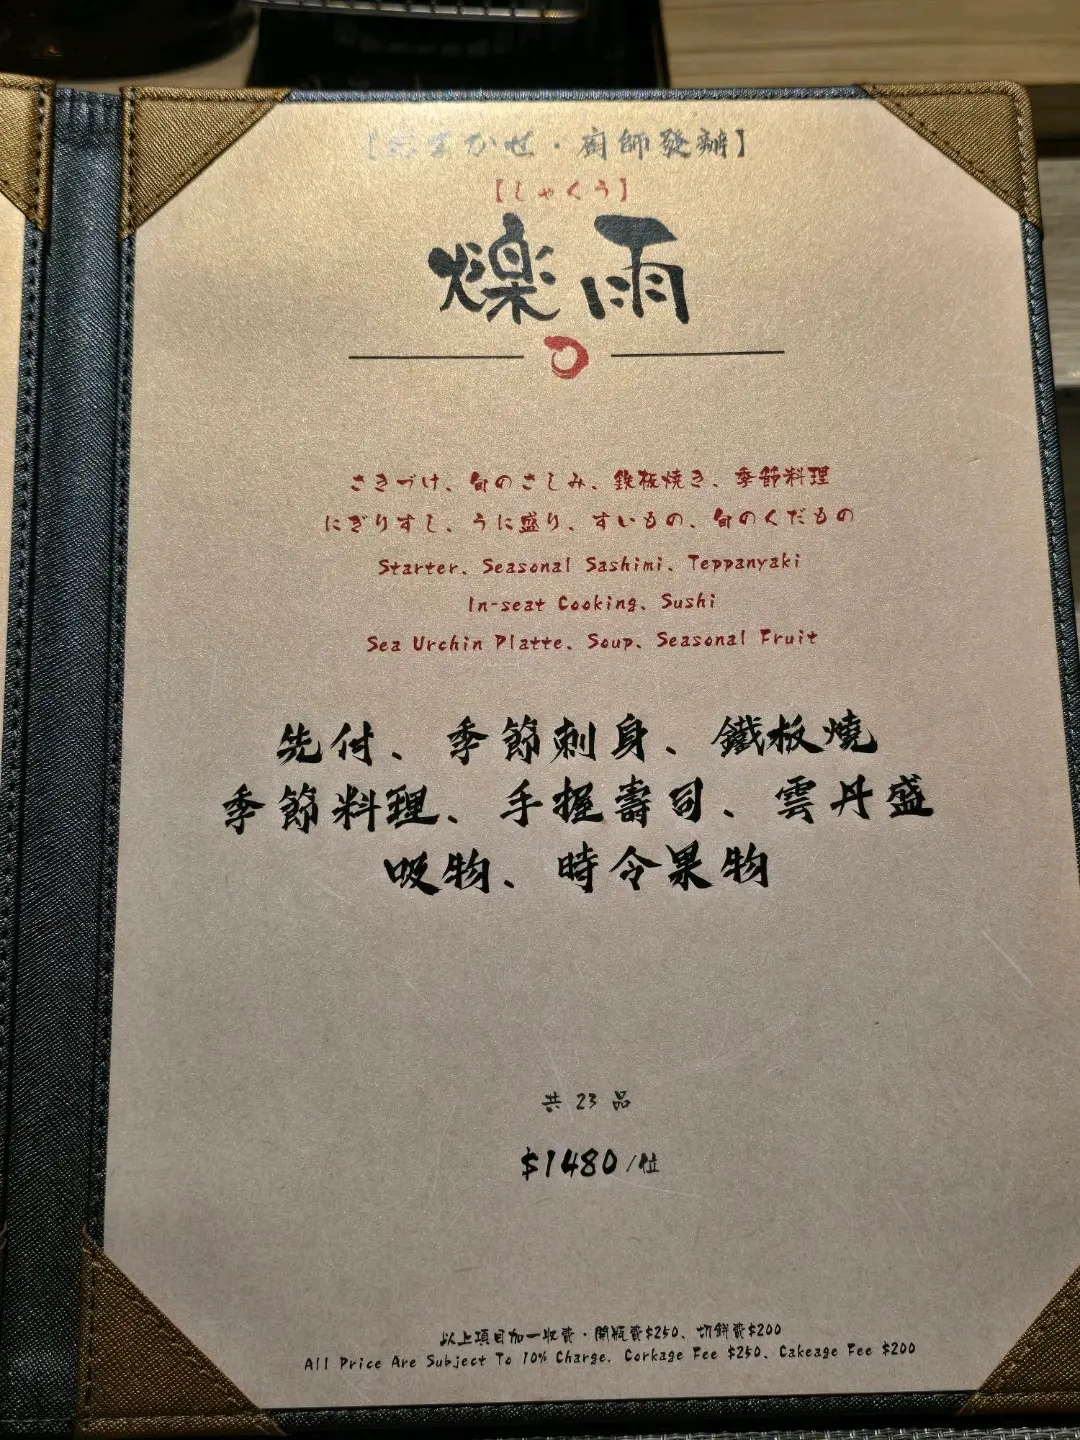 【おまかせ・廚師發辦】
【しゃくう】
爍雨
さきづけ、旬のさしみ、鉄板焼き、季節料理
にぎりすし、うに盛り、すいもの、旬のくだもの
Starter、Seasonal Sashimi、Teppanyaki
In-seat Cooking、Sushi
Sea Urchin Platte、Soup、Seasonal Fruit
先付、季節刺身、鐵板燒
季節料理、手握壽司、雲丹盛
吸物、時令果物
共 23 品
$1480/位
以上項目加一收費・開瓶費$250、切餅費$200
All Price Are Subject To 10% Charge. Corkage Fee $250、Cakeage Fee $200